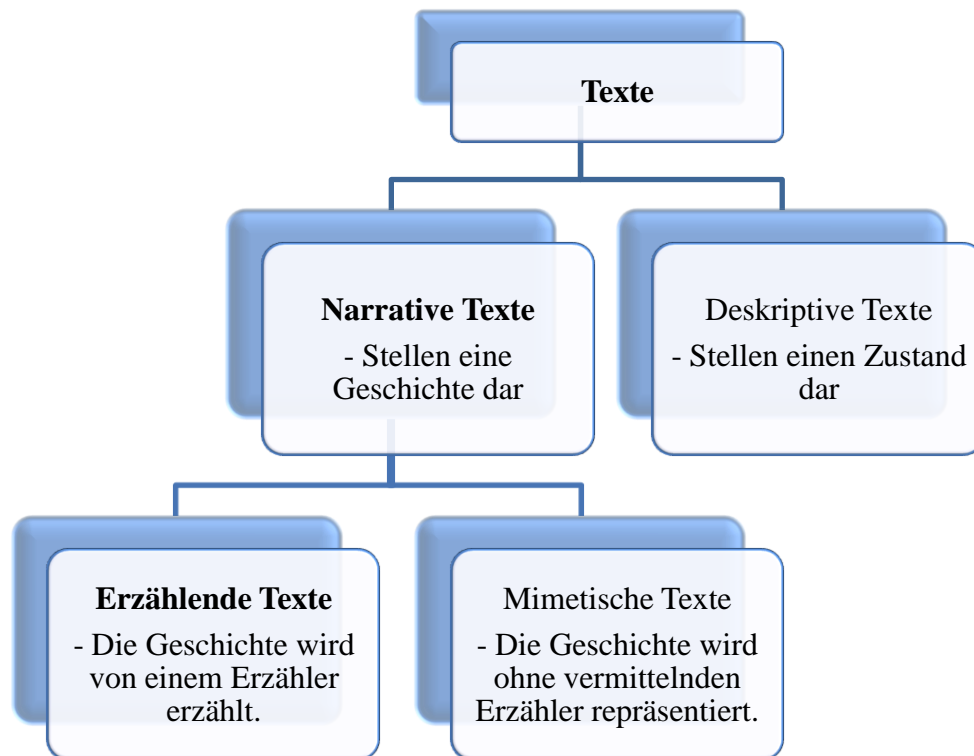 Texte
Narrative Texte
- Stellen eine
Geschichte dar
Deskriptive Texte
- Stellen einen Zustand
dar
Erzählende Texte
- Die Geschichte wird
von einem Erzähler
erzählt.
Mimetische Texte
- Die Geschichte wird
ohne vermittelnden
Erzähler repräsentiert.